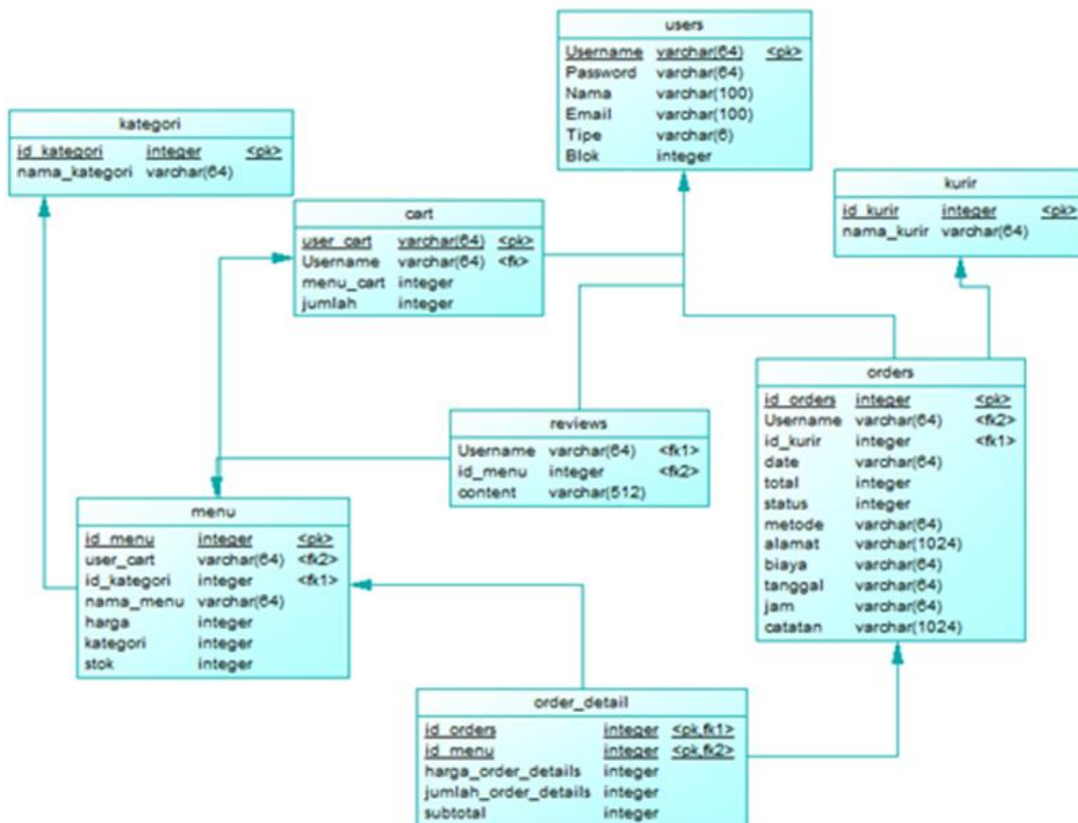 users
Username varchar(64) <pk>
Password varchar(64)
Nama varchar(100)
Email varchar(100)
Tipe varchar(6)
Blok integer
kategori
id_kategori integer <pk>
nama_kategori varchar(64)
kurir
id_kurir integer <pk>
nama_kurir varchar(64)
cart
user_cart varchar(64) <pk>
Username varchar(64) <fk>
menu_cart integer
jumlah integer
orders
id_orders integer <pk>
Username varchar(64) <fk2>
id_kurir integer <fk1>
date varchar(64)
total integer
status integer
metode varchar(64)
alamat varchar(1024)
biaya varchar(64)
tanggal varchar(64)
jam varchar(64)
catatan varchar(1024)
reviews
Username varchar(64) <fk1>
id_menu integer <fk2>
content varchar(512)
menu
id_menu integer <pk>
user_cart varchar(64) <fk2>
id_kategori integer <fk1>
nama_menu varchar(64)
harga integer
kategori integer
stok integer
order_detail
id_orders integer <pk,fk1>
id_menu integer <pk,fk2>
harga_order_details integer
jumlah_order_details integer
subtotal integer